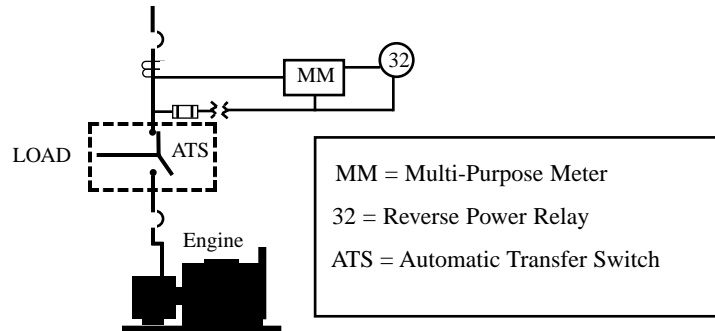 MM
32
LOAD
ATS
Engine
MM = Multi-Purpose Meter
32 = Reverse Power Relay
ATS = Automatic Transfer Switch